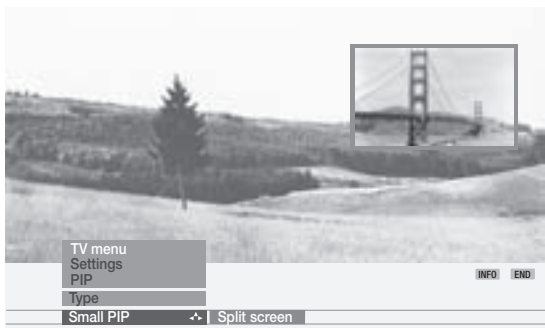 TV menu
Settings
PIP
INFO END
Type
Small PIP Split screen